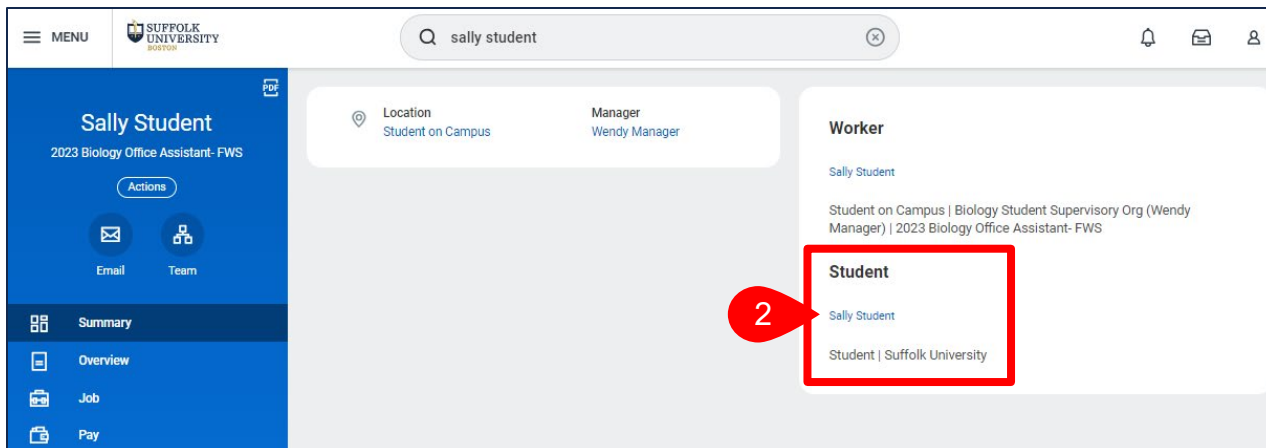 MENU
SUFFOLK
UNIVERSITY
BOSTON
sally student
PDF
Sally Student
2023 Biology Office Assistant- FWS
Actions
Email
Team
Summary
Overview
Job
Pay
Location
Student on Campus
Manager
Wendy Manager
Worker
Sally Student
Student on Campus | Biology Student Supervisory Org (Wendy
Manager) | 2023 Biology Office Assistant- FWS
Student
2
Sally Student
Student | Suffolk University